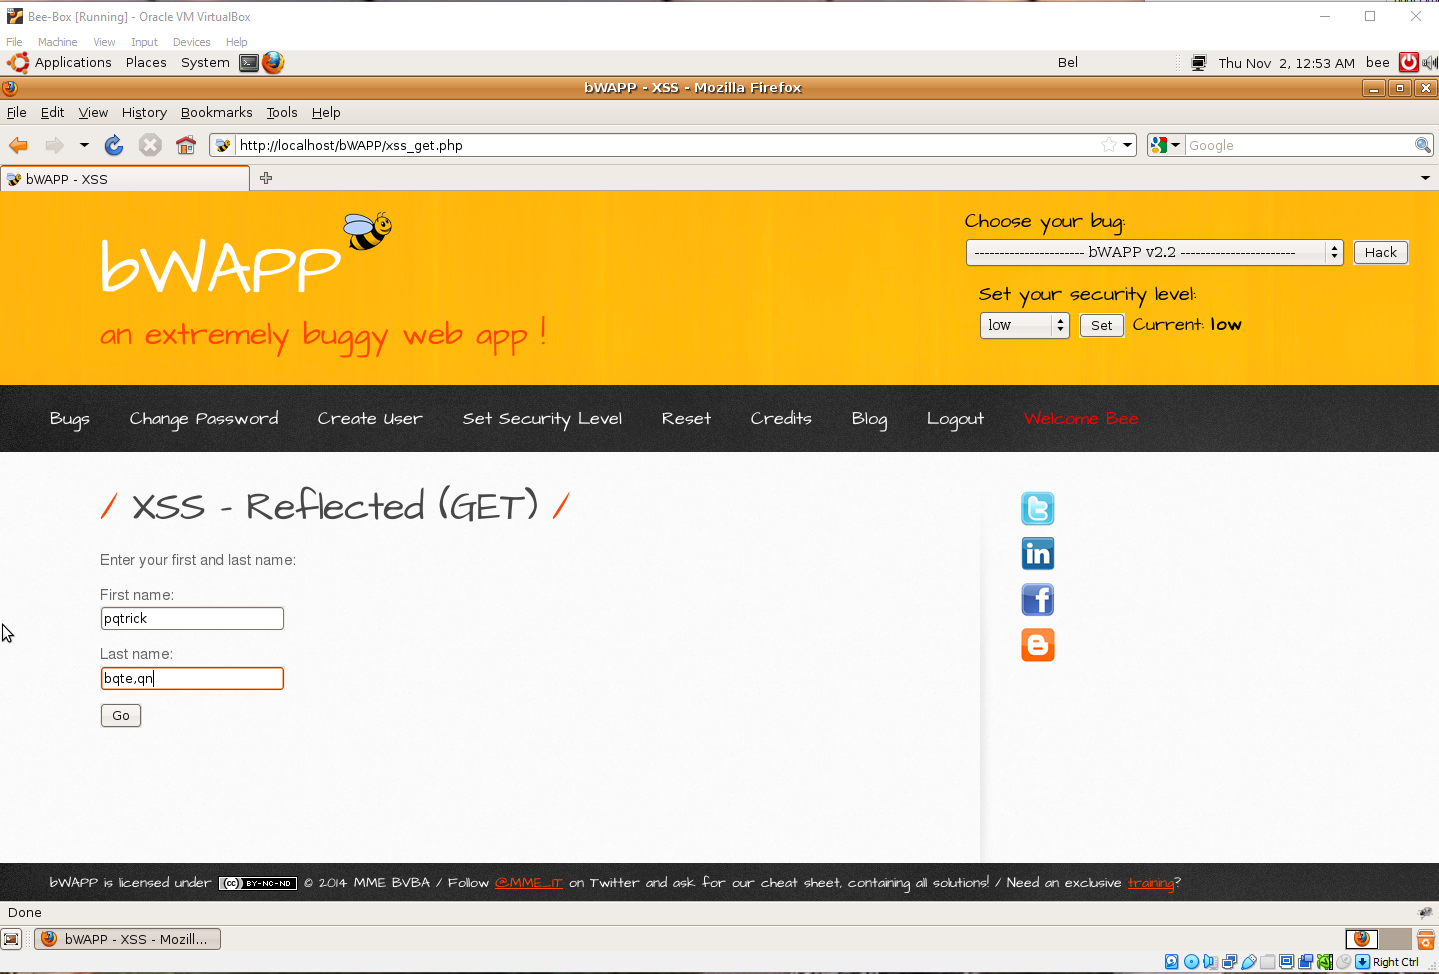 Bee-Box [Running] - Oracle VM VirtualBox
File Machine View Input Devices Help
Applications Places System Bel Thu Nov 2, 12:53 AM bee
bWAPP - XSS - Mozilla Firefox
File Edit View History Bookmarks Tools Help
http://localhost/bWAPP/xss_get.php Google
bWAPP - XSS
Choose your bug:
---------------------- bWAPP v2.2 ----------------------- Hack
bWAPP
Set your security level:
low Set Current: low
an extremely buggy web app !
Bugs Change Password Create User Set Security Level Reset Credits Blog Logout Welcome Bee
/ XSS - Reflected (GET) /
Enter your first and last name:
First name:
pqtrick
Last name:
bqte,qn
Go
bWAPP is licensed under (cc) BY-NC-ND © 2014 MME BVBA / Follow @MME_IT on Twitter and ask for our cheat sheet, containing all solutions! / Need an exclusive training?
Done
bWAPP - XSS - Mozill...
Right Ctrl